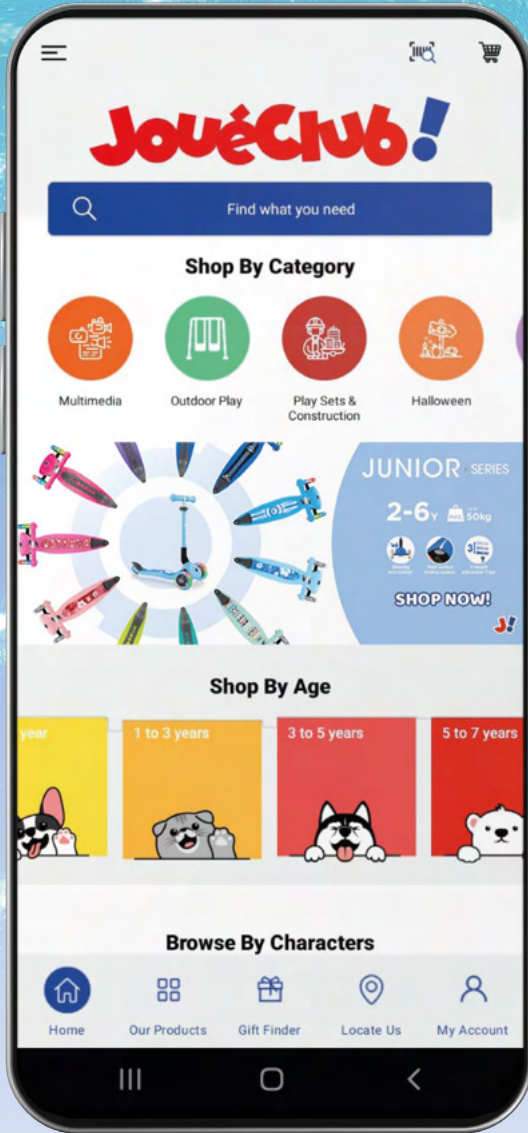 JouéClub!
Find what you need
Shop By Category
Multimedia
Outdoor Play
Play Sets &
Construction
Halloween
JUNIOR SERIES
2-6Y
50kg
SHOP NOW!
J!
Shop By Age
year
1 to 3 years
3 to 5 years
5 to 7 years
Browse By Characters
Home
Our Products
Gift Finder
Locate Us
My Account